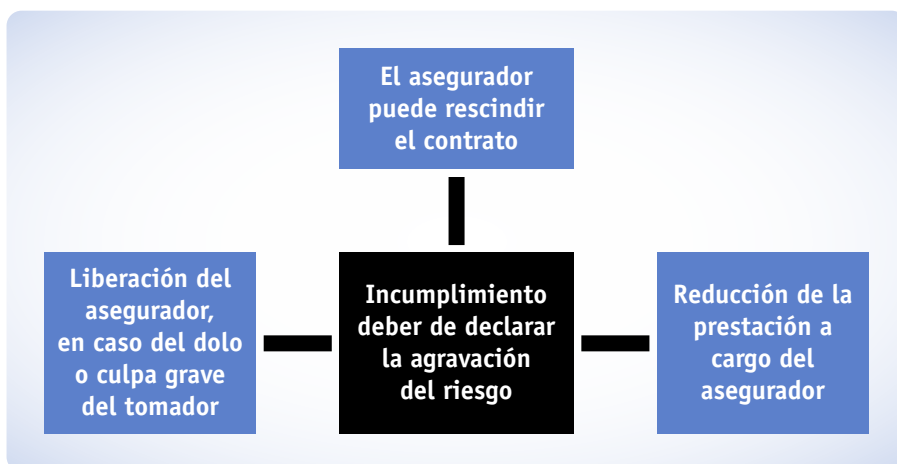 El asegurador
puede rescindir
el contrato
Liberación del
asegurador,
en caso del dolo
o culpa grave
del tomador
Incumplimiento
deber de declarar
la agravación
del riesgo
Reducción de la
prestación a
cargo del
asegurador